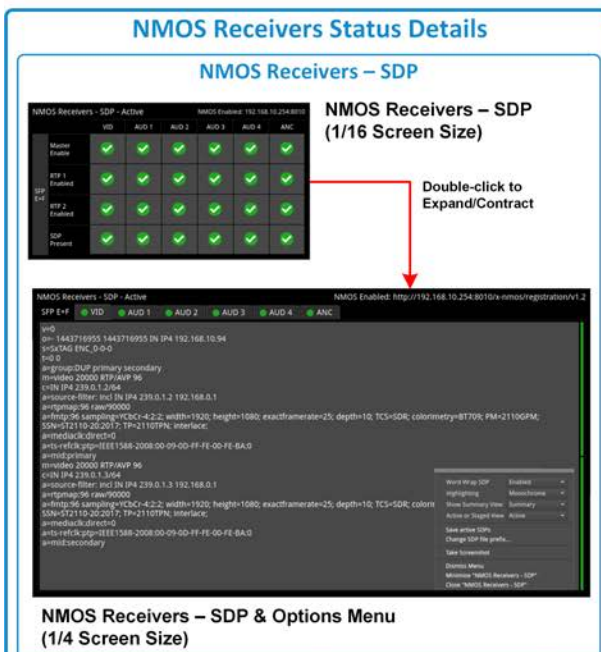 NMOS Receivers Status Details
NMOS Receivers – SDP
NMOS Receivers - SDP - Active NMOS Enabled: 192.168.10.254:8010
VID AUD 1 AUD 2 AUD 3 AUD 4 ANC
SFP E+F
Master Enable
RTP 1 Enabled
RTP 2 Enabled
SDP Present
NMOS Receivers – SDP
(1/16 Screen Size)
Double-click to
Expand/Contract
NMOS Receivers - SDP - Active NMOS Enabled: http://192.168.10.254:8010/x-nmos/registration/v1.2
SFP E+F VID AUD 1 AUD 2 AUD 3 AUD 4 ANC
v=0
o=- 1443716955 1443716955 IN IP4 192.168.10.94
s=SxTAG ENC_0-0-0
t=0 0
a=group:DUP primary secondary
m=video 20000 RTP/AVP 96
c=IN IP4 239.0.1.2/64
a=source-filter: incl IN IP4 239.0.1.2 192.168.0.1
a=rtpmap:96 raw/90000
a=fmtp:96 sampling=YCbCr-4:2:2; width=1920; height=1080; exactframerate=25; depth=10; TCS=SDR; colorimetry=BT709; PM=2110GPM;
SSN=ST2110-20:2017; TP=2110TPN; interlace;
a=mediaclk:direct=0
a=ts-refclk:ptp=IEEE1588-2008:00-09-0D-FF-FE-00-FE-BA:0
a=mid:primary
m=video 20000 RTP/AVP 96
c=IN IP4 239.0.1.3/64
a=source-filter: incl IN IP4 239.0.1.3 192.168.0.1
a=rtpmap:96 raw/90000
a=fmtp:96 sampling=YCbCr-4:2:2; width=1920; height=1080; exactframerate=25; depth=10; TCS=SDR; colorim
SSN=ST2110-20:2017; TP=2110TPN; interlace;
a=mediaclk:direct=0
a=ts-refclk:ptp=IEEE1588-2008:00-09-0D-FF-FE-00-FE-BA:0
a=mid:secondary
Word Wrap SDP Enabled
Highlighting Monochrome
Show Summary View Summary
Active or Staged View Active
Save active SDPs
Change SDP file prefix...
Take Screenshot
Dismiss Menu
Minimise "NMOS Receivers - SDP"
Close "NMOS Receivers - SDP"
NMOS Receivers – SDP & Options Menu
(1/4 Screen Size)